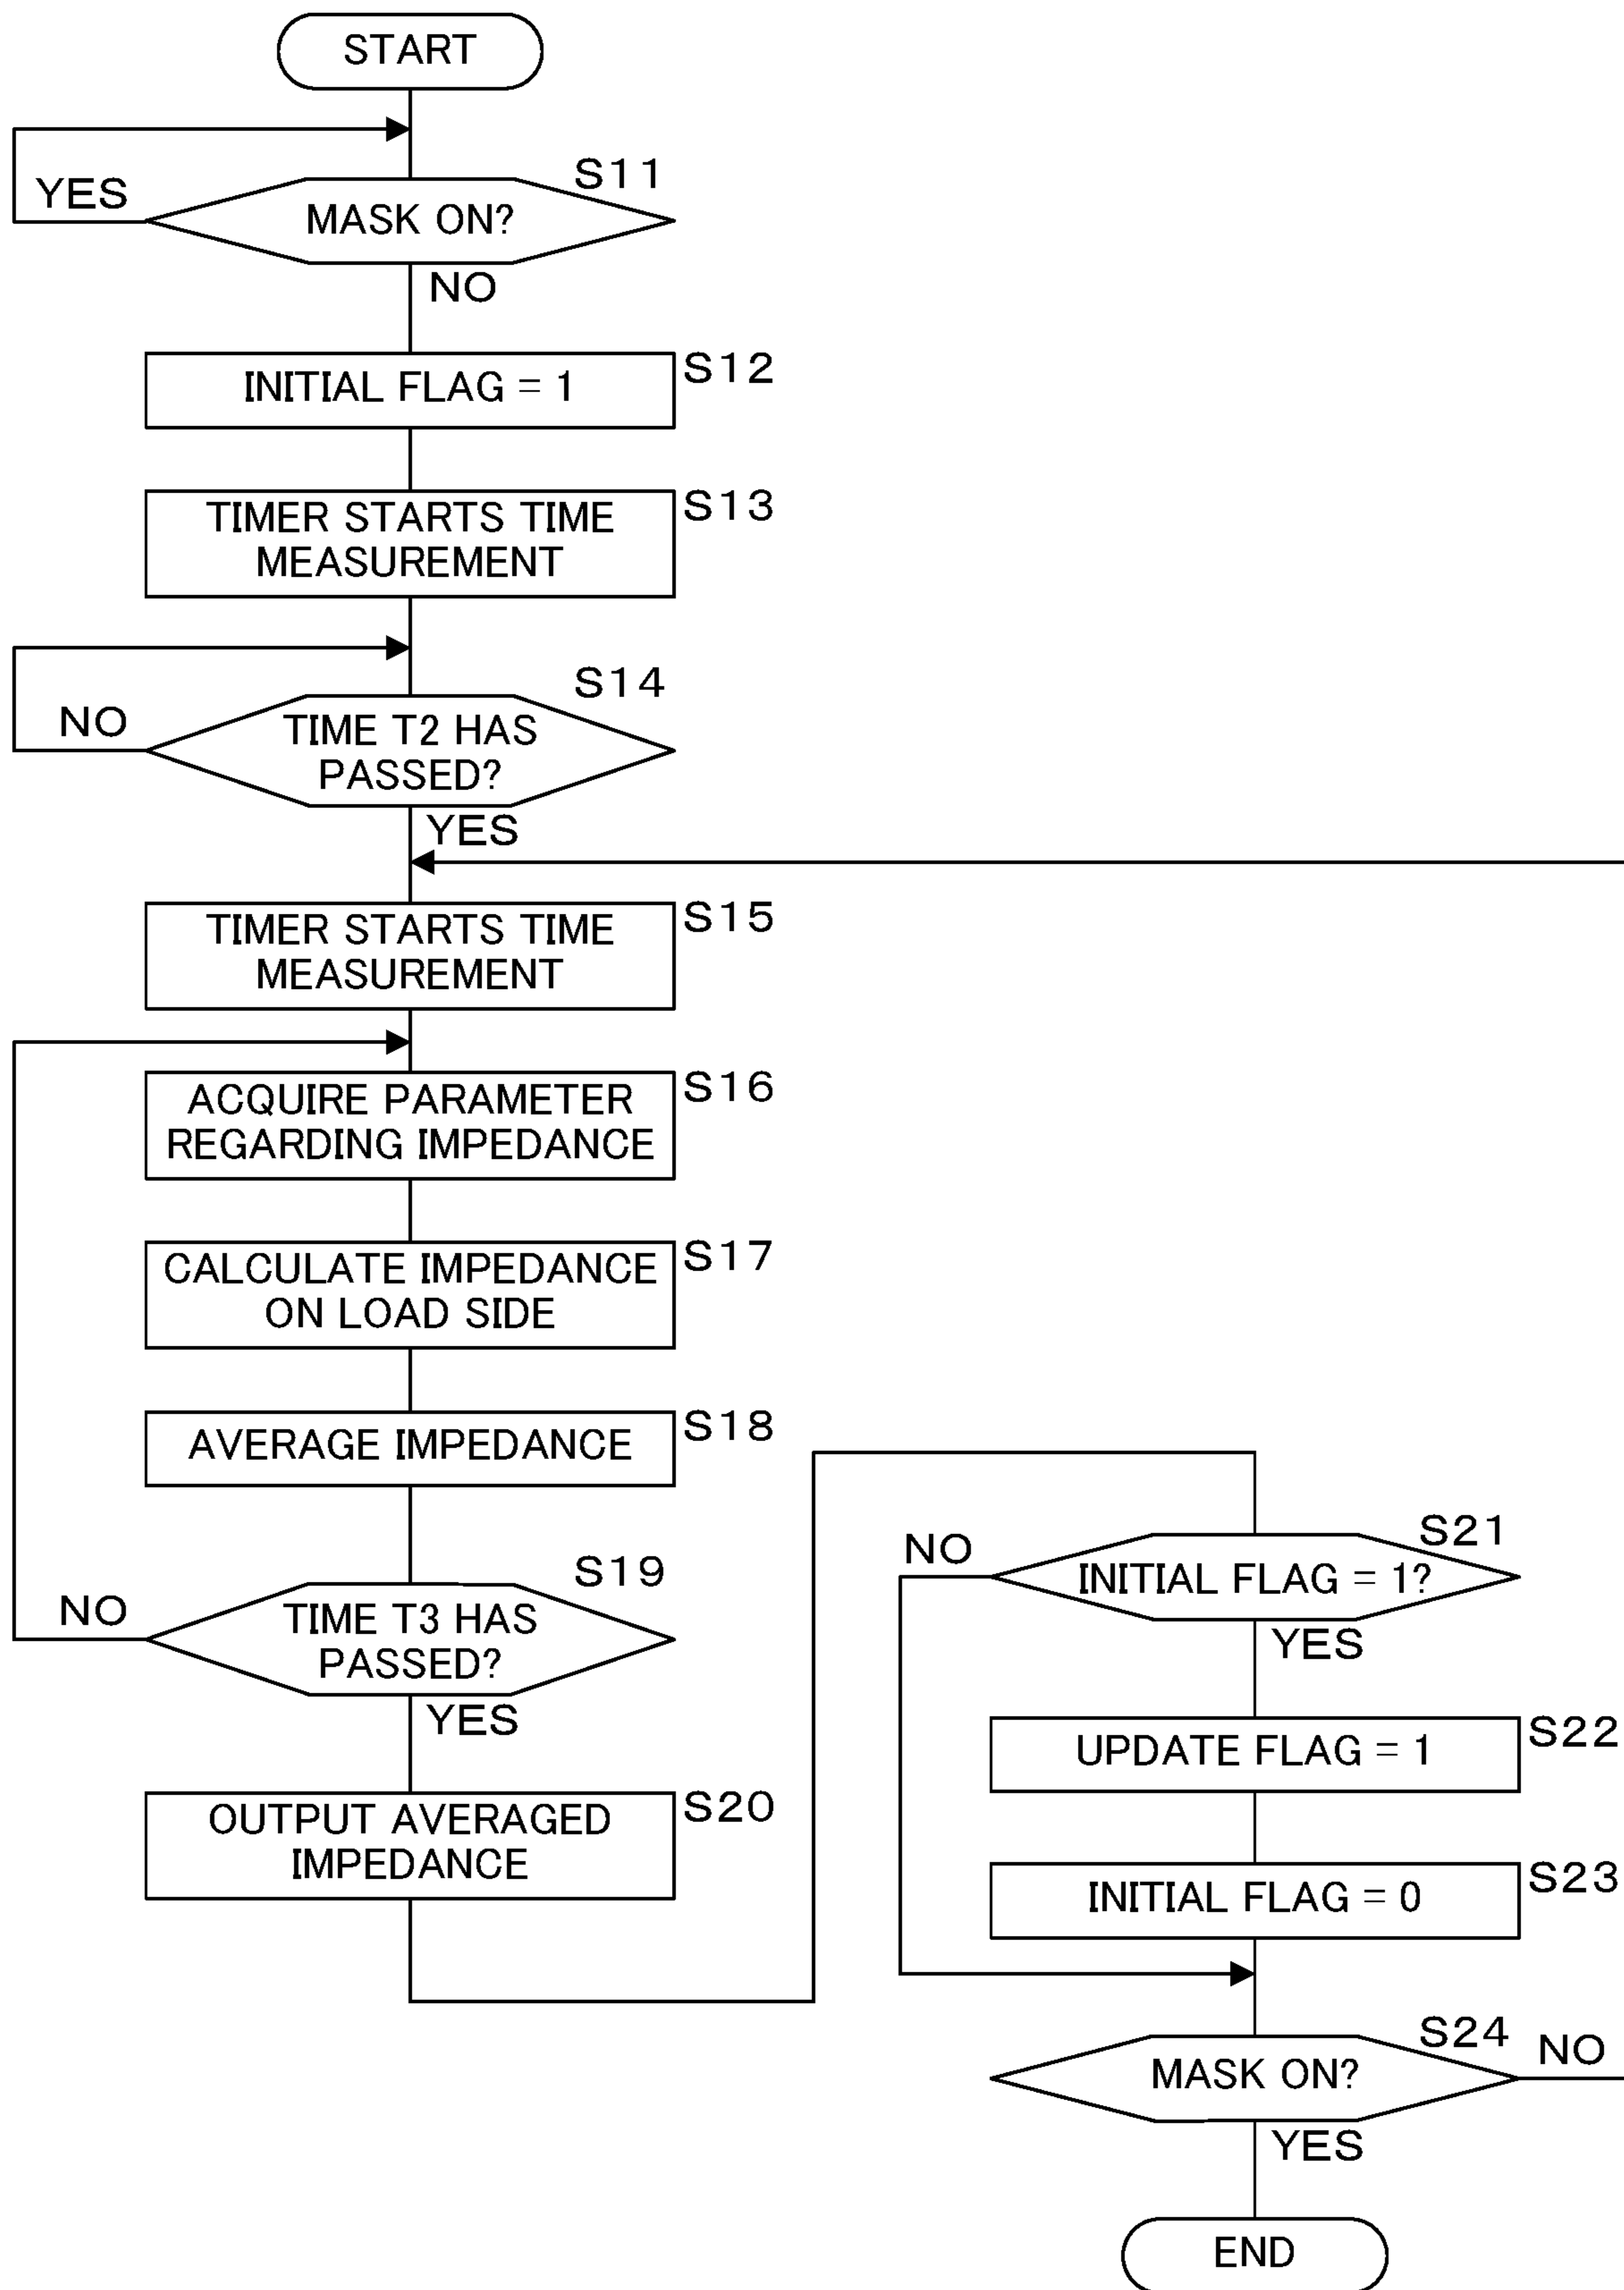 START
S11
YES
MASK ON?
NO
S12
INITIAL FLAG = 1
S13
TIMER STARTS TIME
MEASUREMENT
S14
NO
TIME T2 HAS
PASSED?
YES
S15
TIMER STARTS TIME
MEASUREMENT
S16
ACQUIRE PARAMETER
REGARDING IMPEDANCE
S17
CALCULATE IMPEDANCE
ON LOAD SIDE
S18
AVERAGE IMPEDANCE
S19
NO
TIME T3 HAS
PASSED?
YES
S20
OUTPUT AVERAGED
IMPEDANCE
S21
NO
INITIAL FLAG = 1?
YES
S22
UPDATE FLAG = 1
S23
INITIAL FLAG = 0
S24
NO
MASK ON?
YES
END